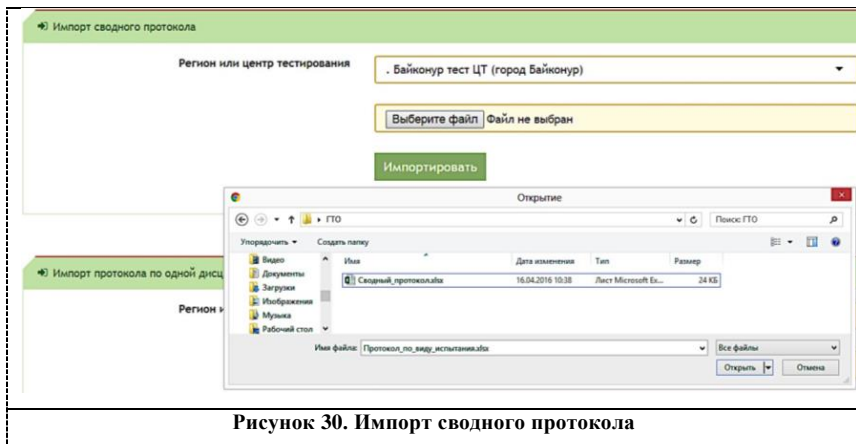 Импорт сводного протокола
Регион или центр тестирования
. Байконур тест ЦТ (город Байконур)
Выберите файл Файл не выбран
Импортировать
Открытие
ГТО
Поиск: ГТО
Упорядочить Создать папку
Имя Дата изменения Тип Размер
Видео
Документы
Загрузки
Изображения
Музыка
Рабочий стол
Сводный_протокол.xlsx 16.04.2016 10:38 Лист Microsoft Ex... 24 КБ
Импорт протокола по одной дисц
Регион и
Имя файла: Протокол_по_виду_испытания.xlsx Все файлы
Открыть Отмена
Рисунок 30. Импорт сводного протокола